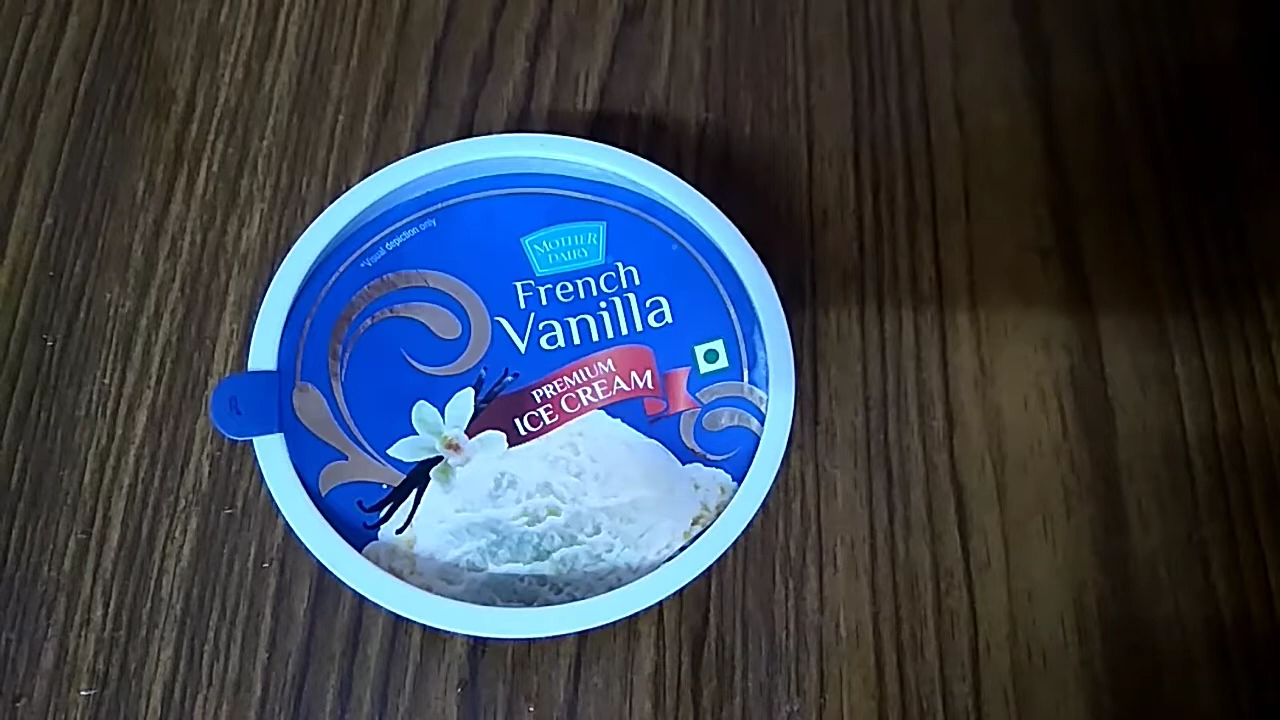 *Visual depiction only
MOTHER
DAIRY
French
Vanilla
PREMIUM
ICE CREAM